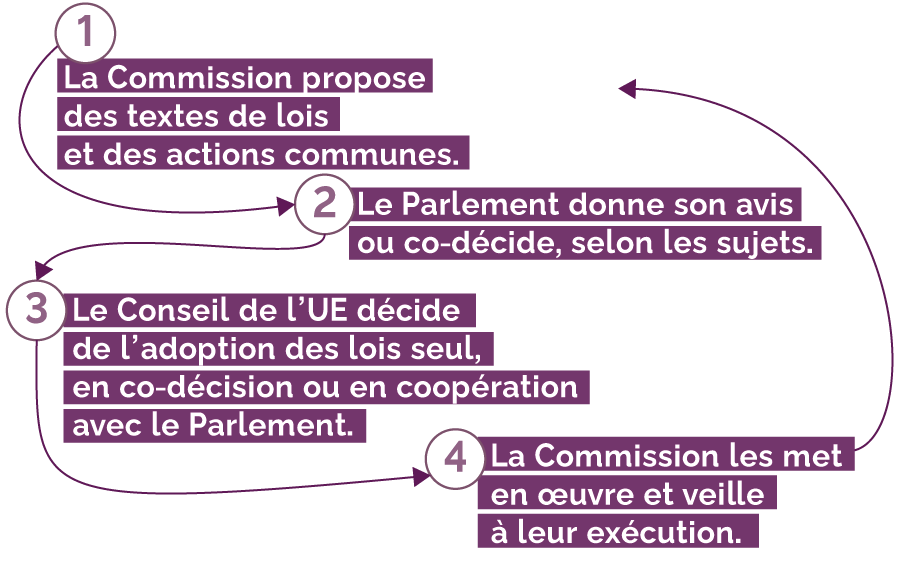 1
La Commission propose
des textes de lois
et des actions communes.
2
Le Parlement donne son avis
ou co-décide, selon les sujets.
3
Le Conseil de l’UE décide
de l’adoption des lois seul,
en co-décision ou en coopération
avec le Parlement.
4
La Commission les met
en œuvre et veille
à leur exécution.